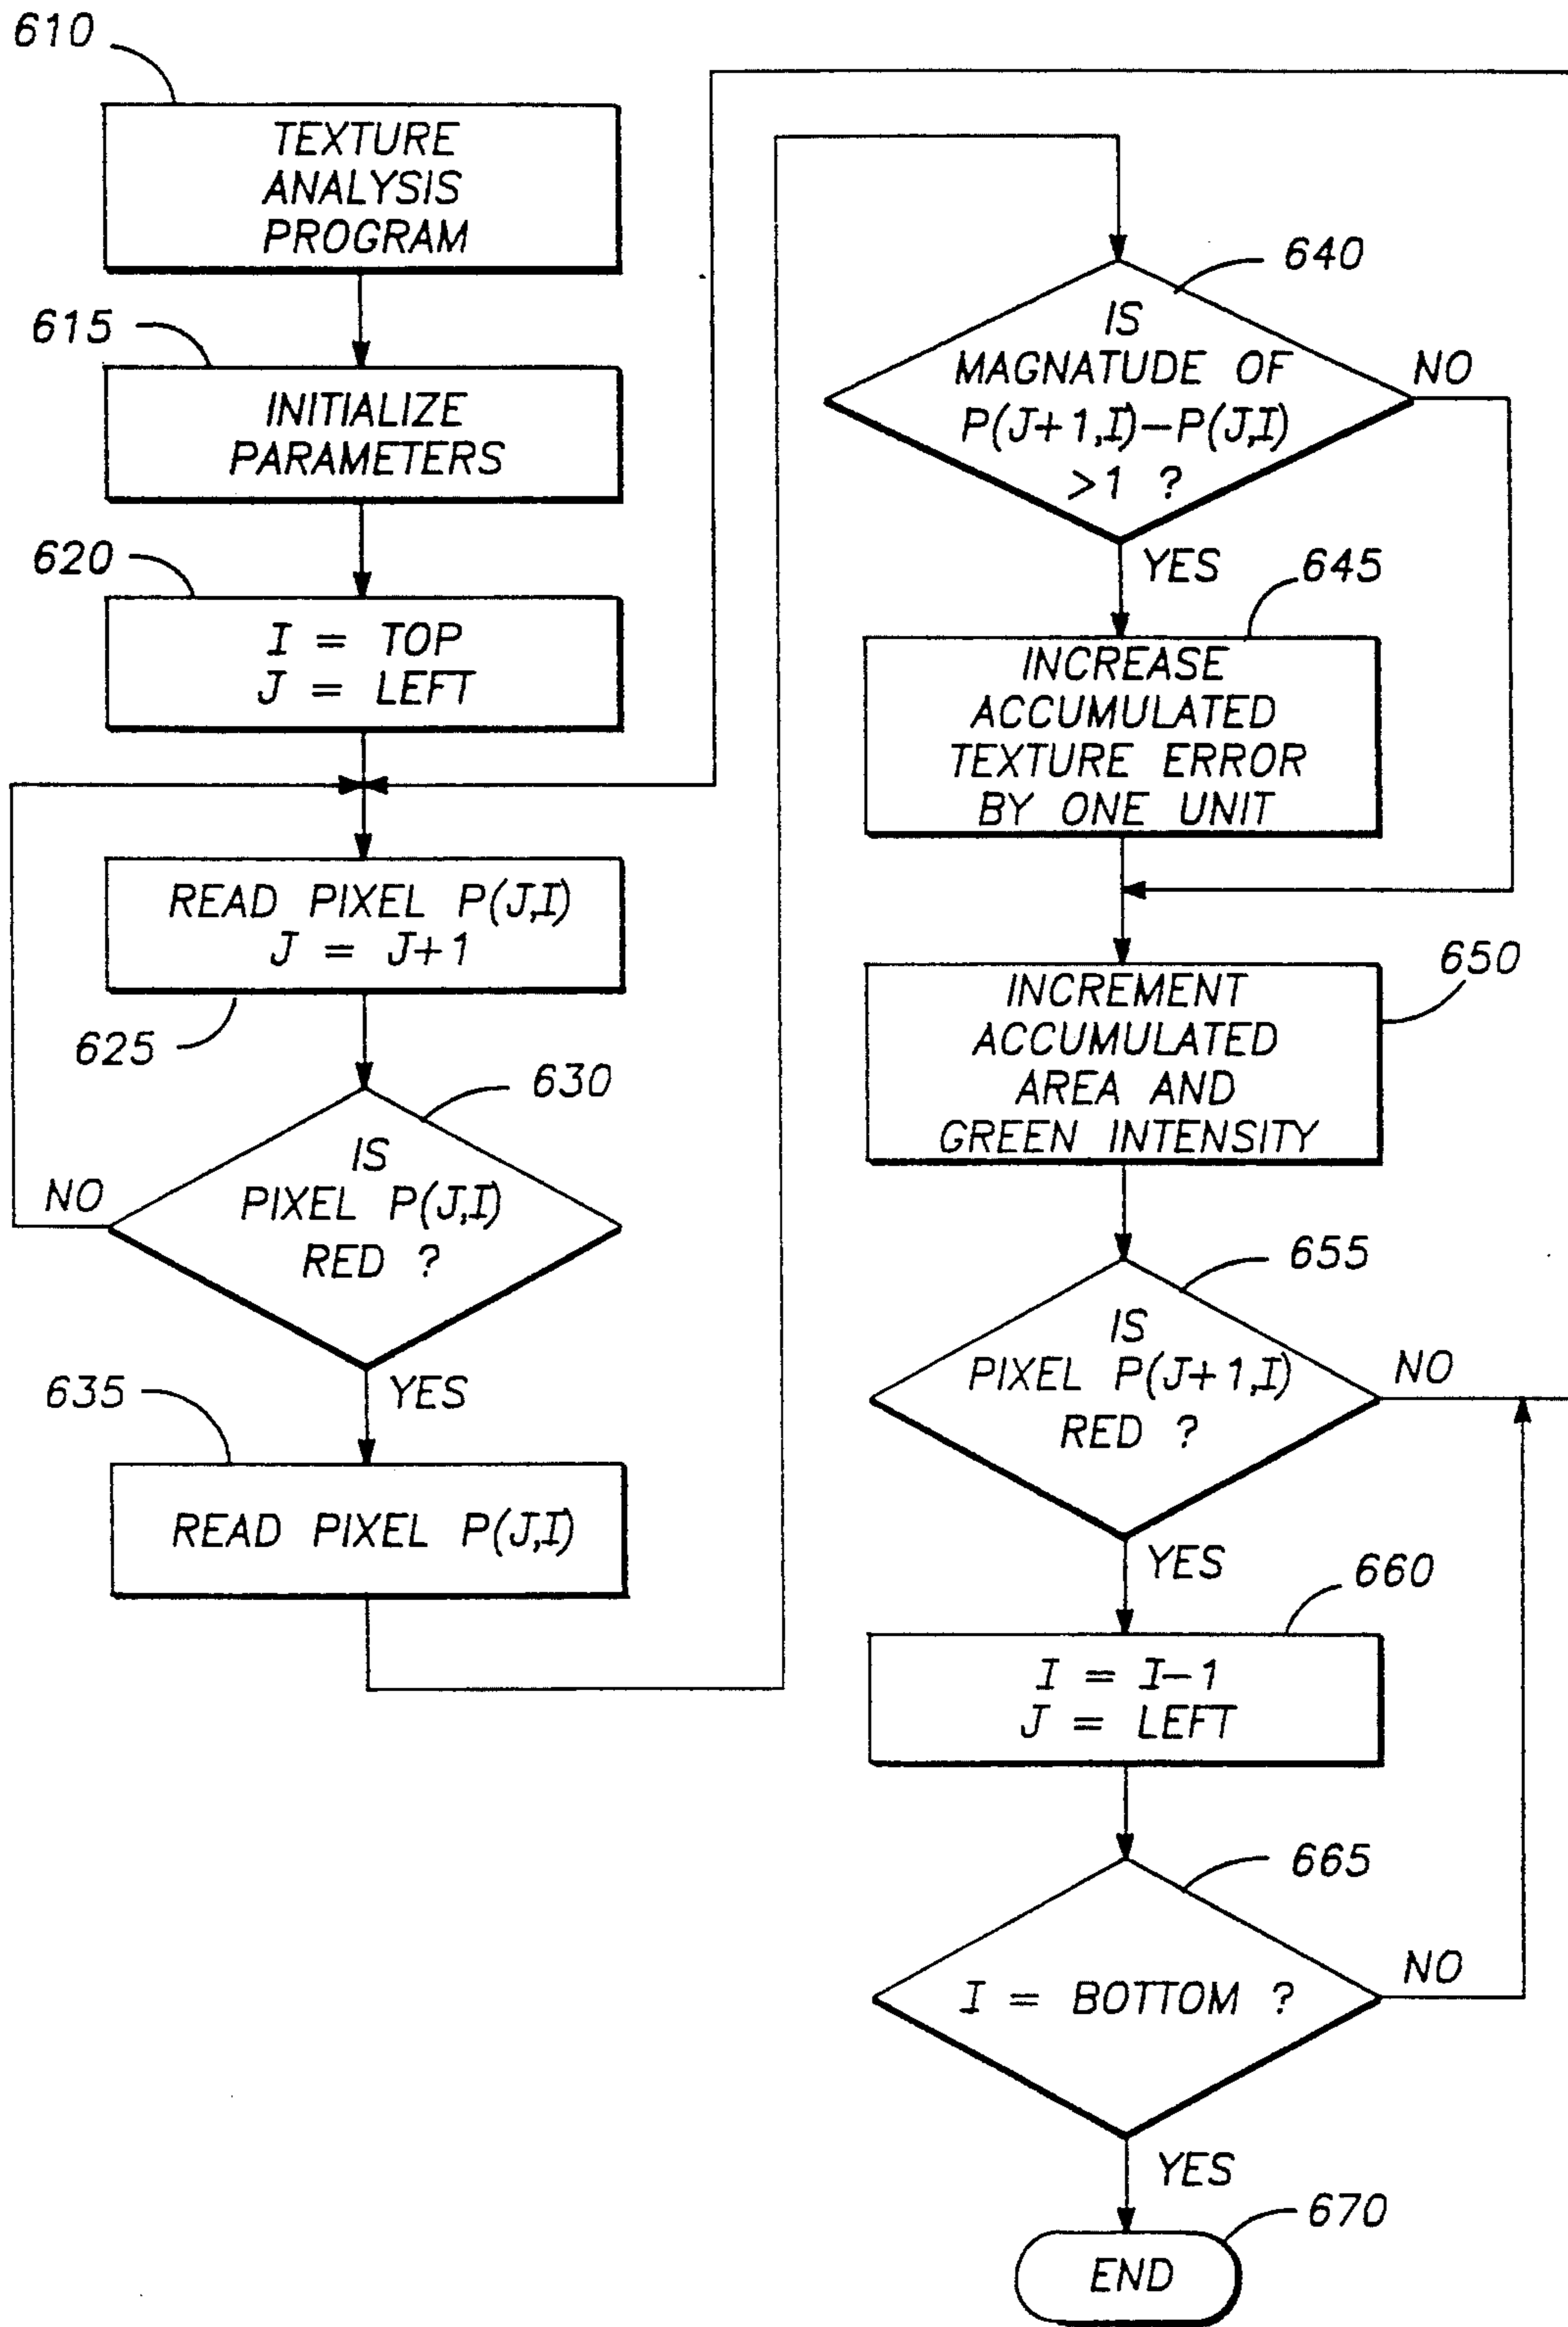 610
TEXTURE
ANALYSIS
PROGRAM
615
INITIALIZE
PARAMETERS
620
I = TOP
J = LEFT
READ PIXEL P(J,I)
J = J+1
625
630
IS
PIXEL P(J,I)
RED ?
NO
YES
635
READ PIXEL P(J,I)
640
IS
MAGNATUDE OF
P(J+1,I)-P(J,I)
>1 ?
NO
YES
645
INCREASE
ACCUMULATED
TEXTURE ERROR
BY ONE UNIT
650
INCREMENT
ACCUMULATED
AREA AND
GREEN INTENSITY
655
IS
PIXEL P(J+1,I)
RED ?
NO
YES
660
I = I-1
J = LEFT
665
I = BOTTOM ?
NO
YES
670
END